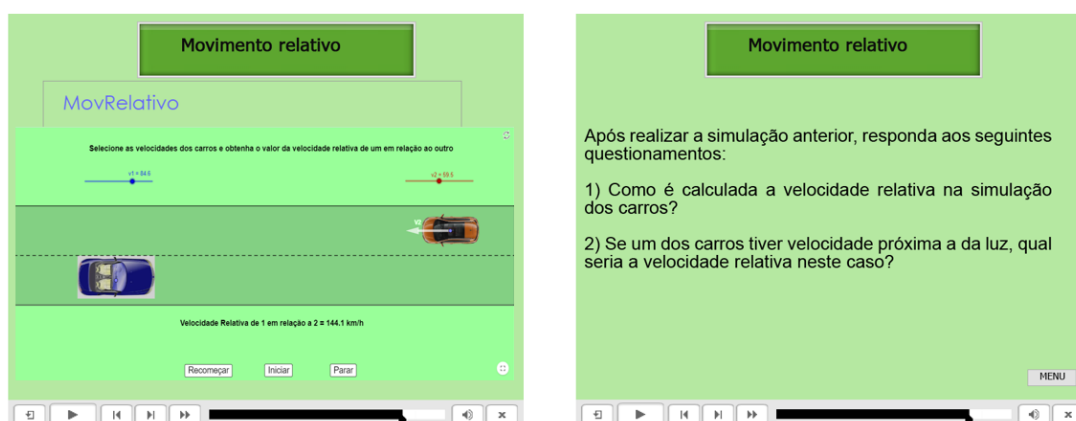 Movimento relativo
MovRelativo
Selecione as velocidades dos carros e obtenha o valor da velocidade relativa de um em relação ao outro
v1 = 84.6
v2 = 59.5
Velocidade Relativa de 1 em relação a 2 = 144.1 km/h
Recomeçar
Iniciar
Parar
Movimento relativo
Após realizar a simulação anterior, responda aos seguintes
questionamentos:
1) Como é calculada a velocidade relativa na simulação
dos carros?
2) Se um dos carros tiver velocidade próxima a da luz, qual
seria a velocidade relativa neste caso?
MENU